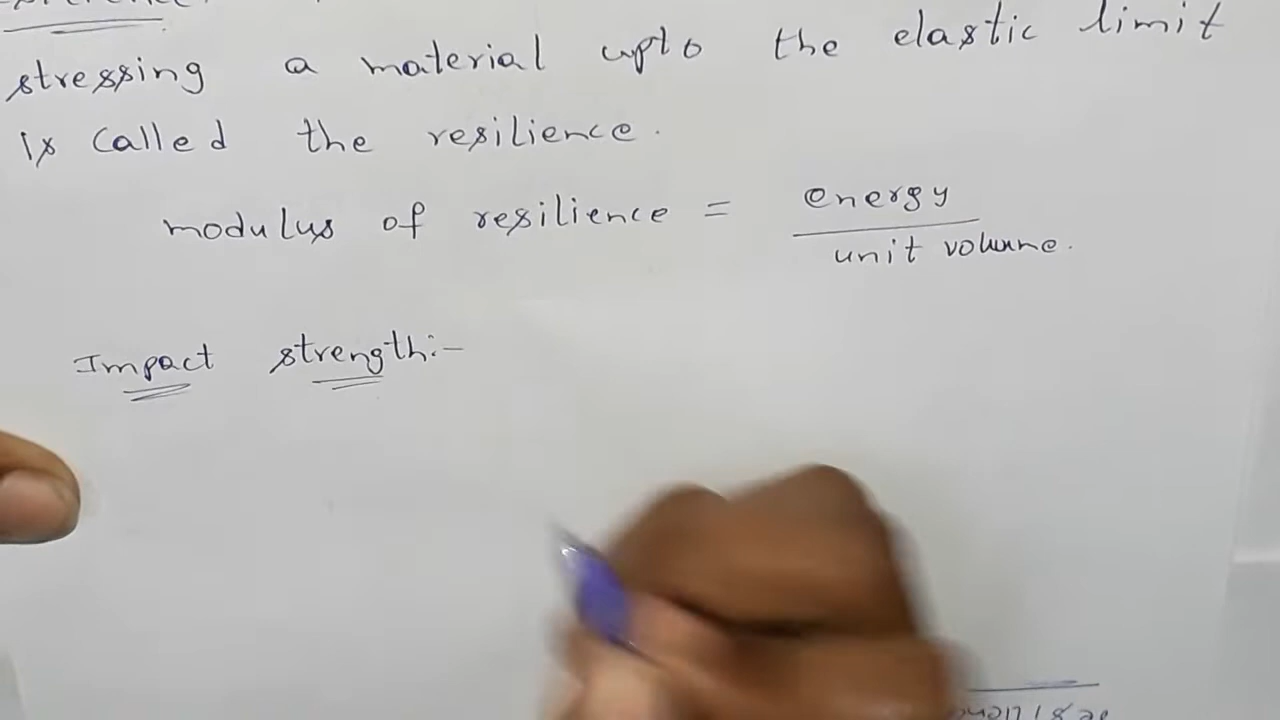 stressing a material upto the elastic limit
is called the resilience.
modulus of resilience = energy
unit volume.
Impact strength:-